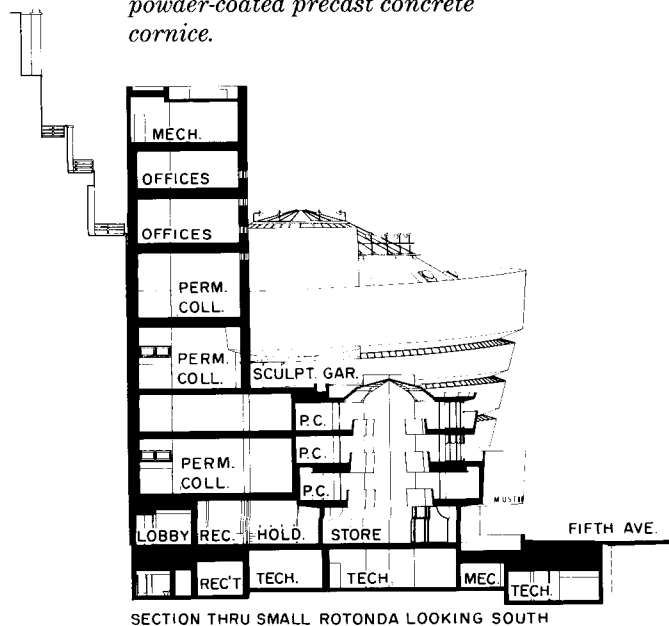 powder-coated precast concrete
cornice.
MECH.
OFFICES
OFFICES
PERM.
COLL.
PERM.
COLL.
SCULPT. GAR.
P.C.
P.C.
PERM.
COLL.
P.C.
LOBBY REC. HOLD. STORE
FIFTH AVE.
REC'T TECH. TECH. MEC. TECH.
SECTION THRU SMALL ROTONDA LOOKING SOUTH